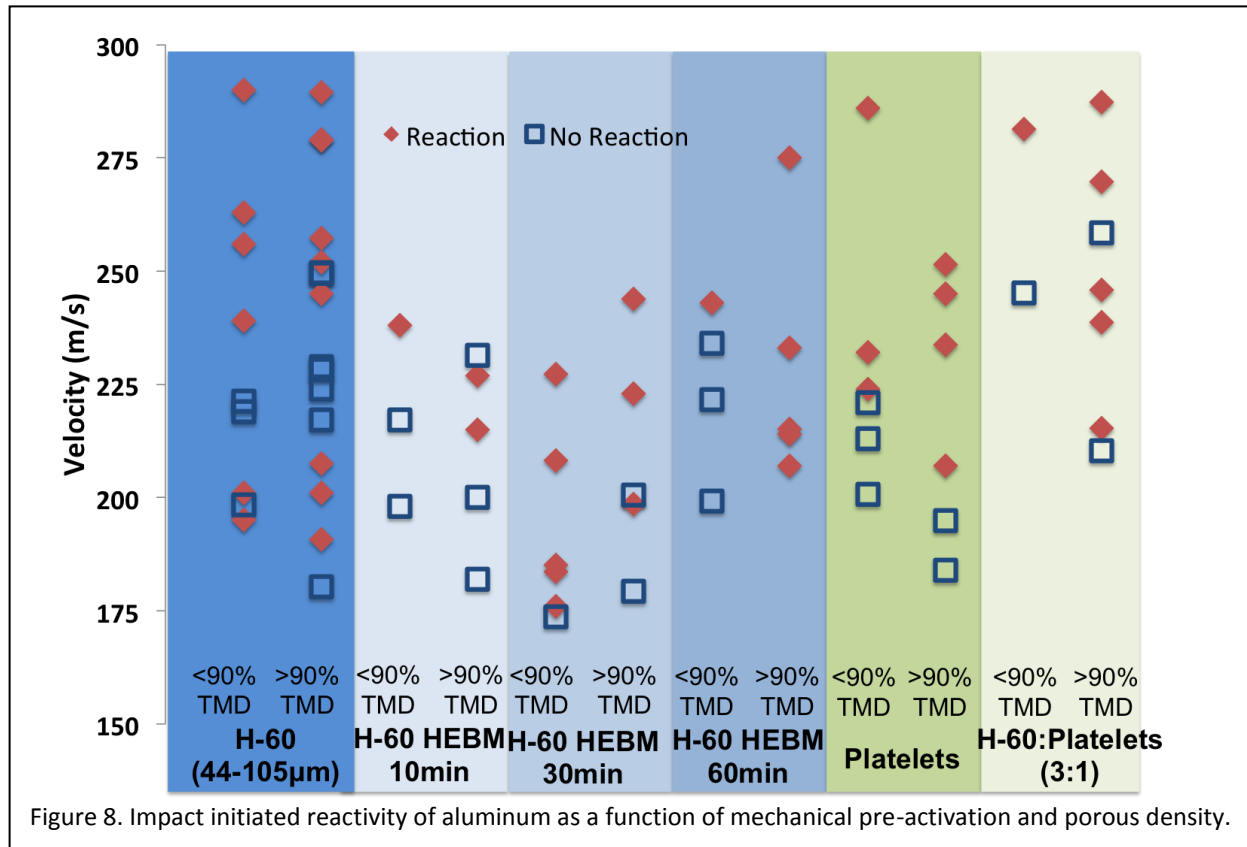 300
275
250
225
200
175
150
Velocity (m/s)
Reaction No Reaction
<90% >90% <90% >90% <90% >90% <90% >90% <90% >90% <90% >90%
TMD TMD TMD TMD TMD TMD TMD TMD TMD TMD TMD TMD
H-60
(44-105µm)
H-60 HEBM
10min
H-60 HEBM
30min
H-60 HEBM
60min
Platelets
H-60:Platelets
(3:1)
Figure 8. Impact initiated reactivity of aluminum as a function of mechanical pre-activation and porous density.